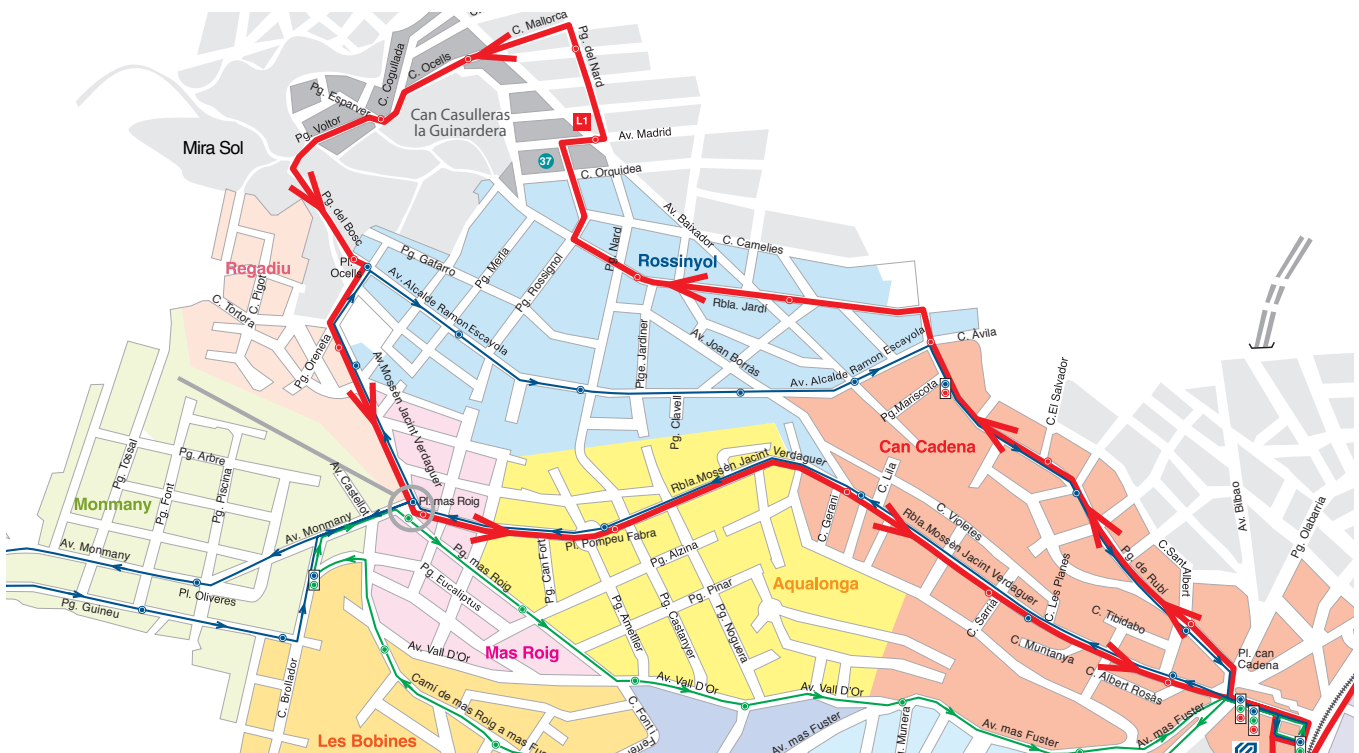 C. Mallorca
Pg. del Nard
C. Ocells
C. Cogullada
Pg. Esparver
Pg. Voltor
Can Casulleras
la Guinardera
L1
Av. Madrid
Mira Sol
37
C. Orquidea
Pg. del Bosc
Av. Baixador
C. Camelies
Pg. Nard
Pg. Merla
Pg. Rossignol
Pg. Gafarro
Rossinyol
Regadiu
Pl.
Ocells
C. Pigot
C. Tortora
Av. Alcalde Ramon Escayola
Rbla. Jardí
Pg. Orenela
Av.Mossèn Jacint Verdaguer
Ptge. Jardiner
Av. Joan Borràs
Av. Alcalde Ramon Escayola
C. Àvila
Pg.Mariscota
C.El Salvador
Pg. Clavell
Can Cadena
Pg. Tossal
Pg. Arbre
Pg. Font
Pg. Piscina
Monmany
Av. Castellot
Pl. mas Roig
Rbla.Mossèn Jacint Verdaguer
C. Lila
C. Gerani
C. Violetes
Av. Bilbao
Pg. Olabarria
Av. Monmany
Av. Monmany
Pl. Pompeu Fabra
Rbla.Mossèn Jacint Verdaguer
Pg. mas Roig
Pg. Can Font
Pg. Alzina
Pg. Pinar
Aqualonga
C. Les Planes
Pg. de Rubí
C.Sant Albert
Pl. Oliveres
Pg. Guineu
Pg. Eucaliptus
Pg. Ametller
Pg. Castanyer
Pg. Noguera
C. Sarrià
C. Tibidabo
C. Muntanya
Pl. can
Cadena
Mas Roig
Av. Vall D'Or
C. Albert Rosas
C. Brollador
Camí de mas Roig a mas
Av. Vall D'Or
Av. Vall D'Or
Av. mas Fuster
Av. mas Fuster
Av. mas Fuster
Munera
Les Bobines